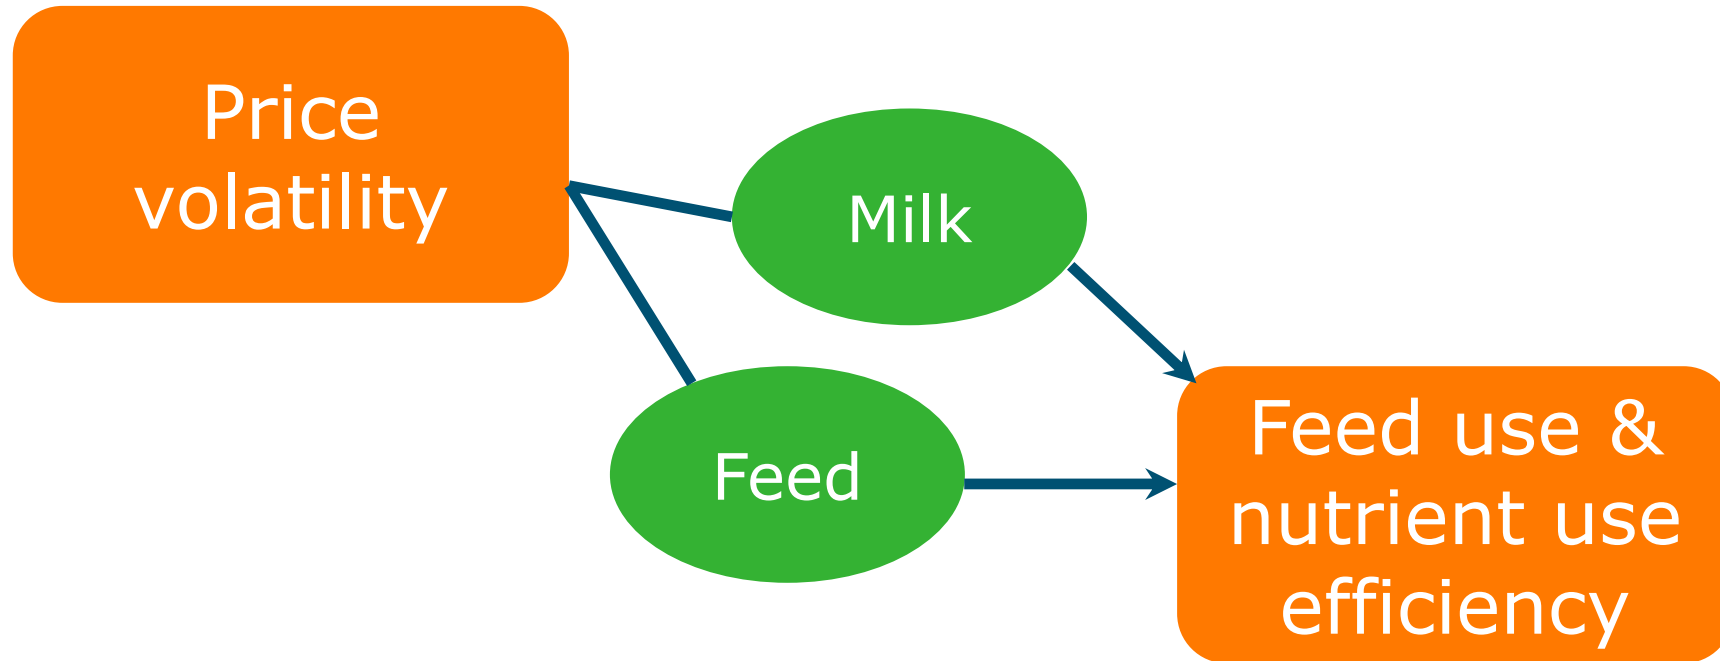 Price
volatility
Milk
Feed
Feed use &
nutrient use
efficiency